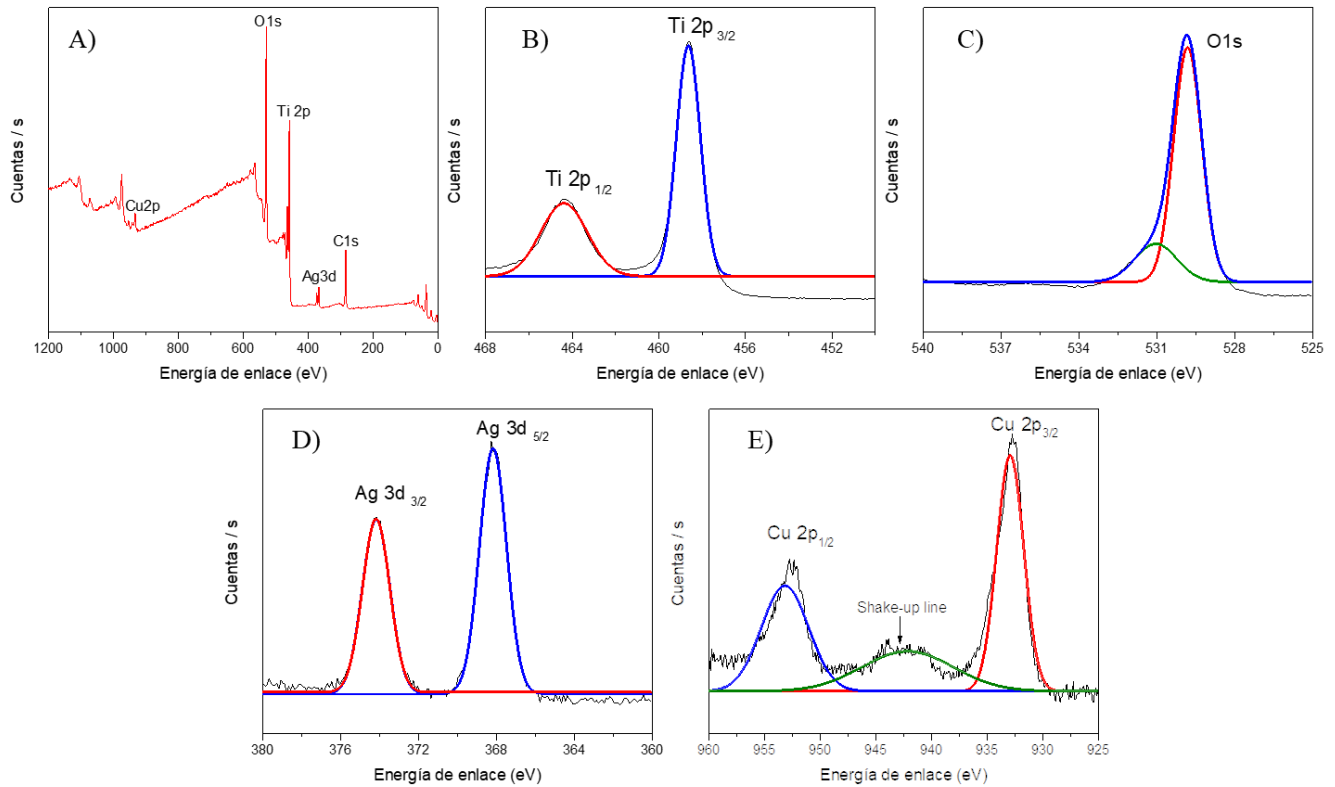 A)
O1s
Ti 2p
Cu2p
Ag3d
C1s
Cuentas / s
1200 1000 800 600 400 200 0
Energía de enlace (eV)
B)
Ti 2p 3/2
Ti 2p 1/2
Cuentas / s
468 464 460 456 452
Energía de enlace (eV)
C)
O1s
Cuentas / s
540 537 534 531 528 525
Energía de enlace (eV)
D)
Ag 3d 5/2
Ag 3d 3/2
Cuentas / s
380 376 372 368 364 360
Energía de enlace (eV)
E)
Cu 2p3/2
Cu 2p1/2
Shake-up line
Cuentas / s
960 955 950 945 940 935 930 925
Energía de enlace (eV)